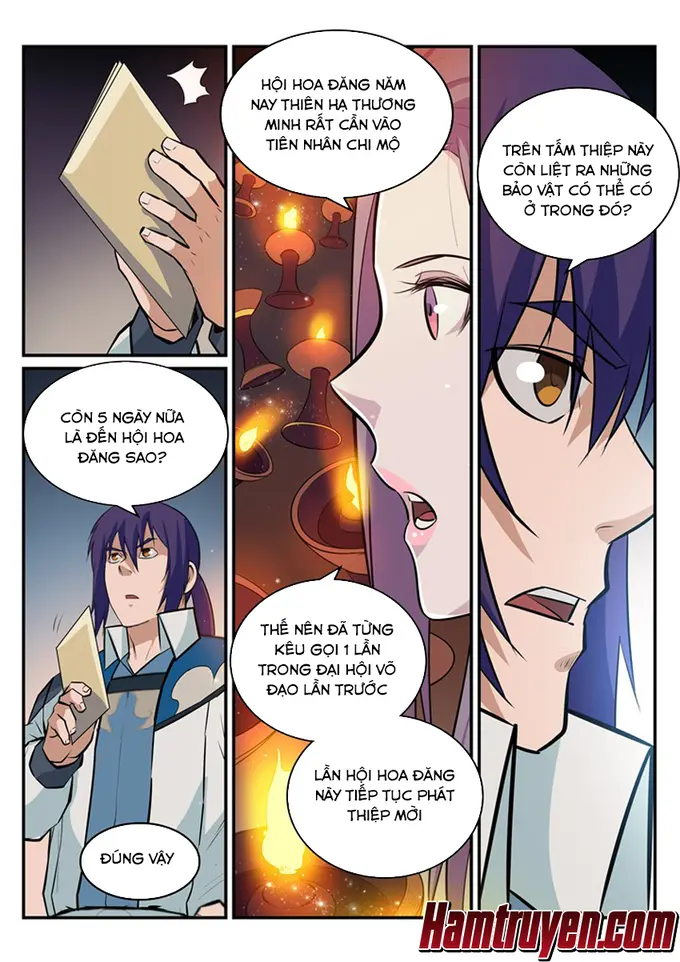 CÒN 5 NGÀY NỮA
LÀ ĐẾN HỘI HOA
ĐĂNG SAO?
ĐÚNG VẬY
HỘI HOA ĐĂNG NĂM
NAY THIÊN HẠ THƯƠNG
MINH RẤT CẦN VÀO
TIÊN NHÂN CHI MỘ
THẾ NÊN ĐÃ TỪNG
KÊU GỌI 1 LẦN
TRONG ĐẠI HỘI VÕ
ĐẠO LẦN TRƯỚC
LẦN HỘI HOA ĐĂNG
NÀY TIẾP TỤC PHÁT
THIỆP MỜI
TRÊN TẤM THIỆP NÀY
CÒN LIỆT RA NHỮNG
BẢO VẬT CÓ THỂ CÓ
Ở TRONG ĐÓ?
Hamtruyen.com